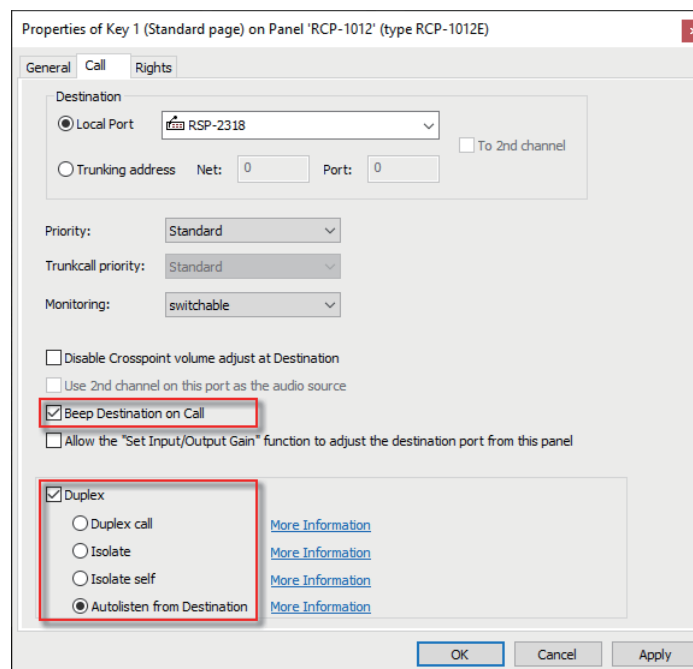 Properties of Key 1 (Standard page) on Panel 'RCP-1012' (type RCP-1012E)
General Call Rights
Destination
Local Port RSP-2318
To 2nd channel
Trunking address Net: 0 Port: 0
Priority: Standard
Trunkcall priority: Standard
Monitoring: switchable
Disable Crosspoint volume adjust at Destination
Use 2nd channel on this port as the audio source
Beep Destination on Call
Allow the "Set Input/Output Gain" function to adjust the destination port from this panel
Duplex
Duplex call More Information
Isolate More Information
Isolate self More Information
Autolisten from Destination More Information
OK Cancel Apply